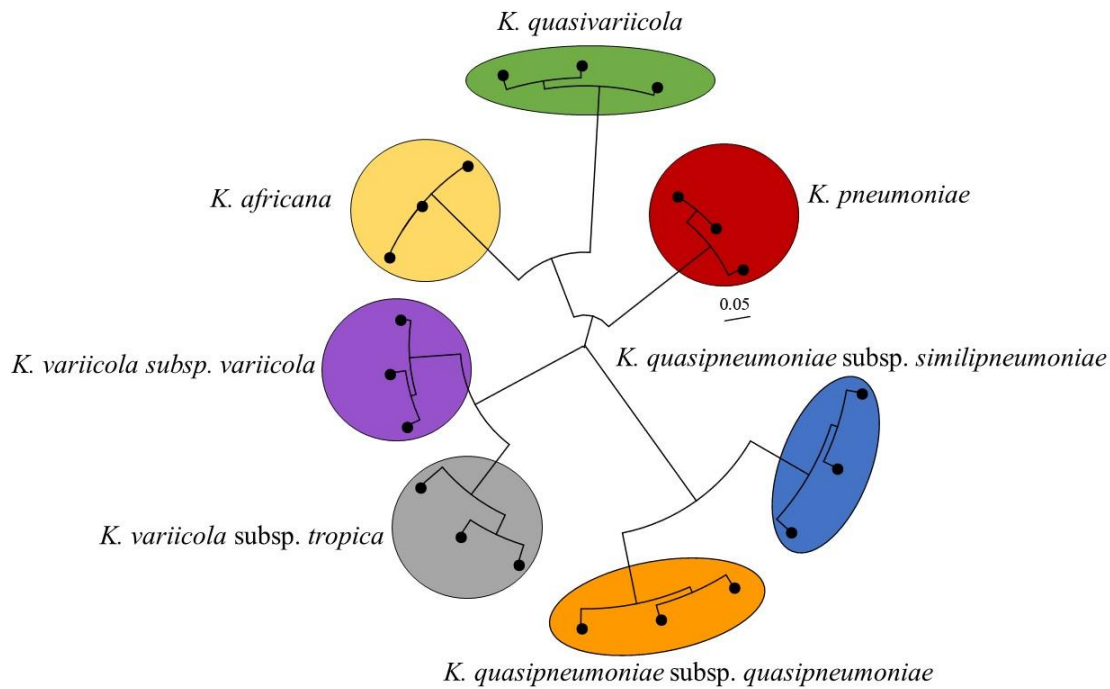 K. quasivariicola
K. africana
K. pneumoniae
0.05
K. variicola subsp. variicola
K. quasipneumoniae subsp. similipneumoniae
K. variicola subsp. tropica
K. quasipneumoniae subsp. quasipneumoniae